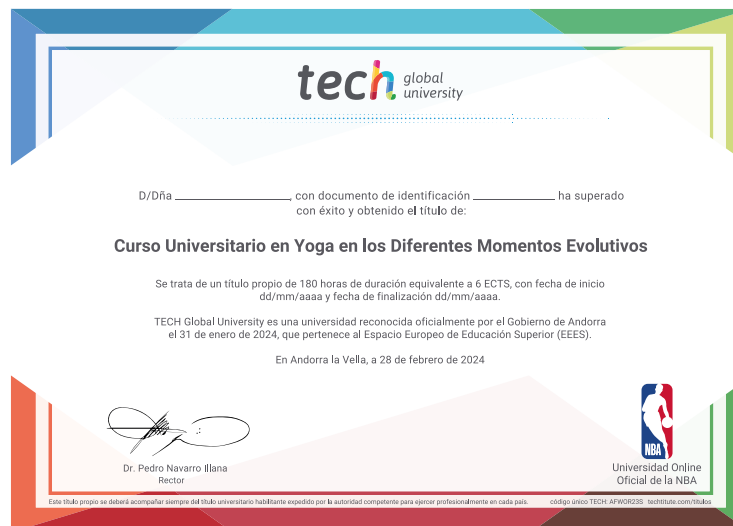 tech global university
D/Dña ____________, con documento de identificación ____________ ha superado
con éxito y obtenido el título de:
Curso Universitario en Yoga en los Diferentes Momentos Evolutivos
Se trata de un título propio de 180 horas de duración equivalente a 6 ECTS, con fecha de inicio
dd/mm/aaaa y fecha de finalización dd/mm/aaaa.
TECH Global University es una universidad reconocida oficialmente por el Gobierno de Andorra
el 31 de enero de 2024, que pertenece al Espacio Europeo de Educación Superior (EEES).
En Andorra la Vella, a 28 de febrero de 2024
Dr. Pedro Navarro Illana
Rector
NBA
Universidad Online
Oficial de la NBA
Este título propio se deberá acompañar siempre del título universitario habilitante expedido por la autoridad competente para ejercer profesionalmente en cada país. código único TECH: AFWOR23S techtitute.com/titulos